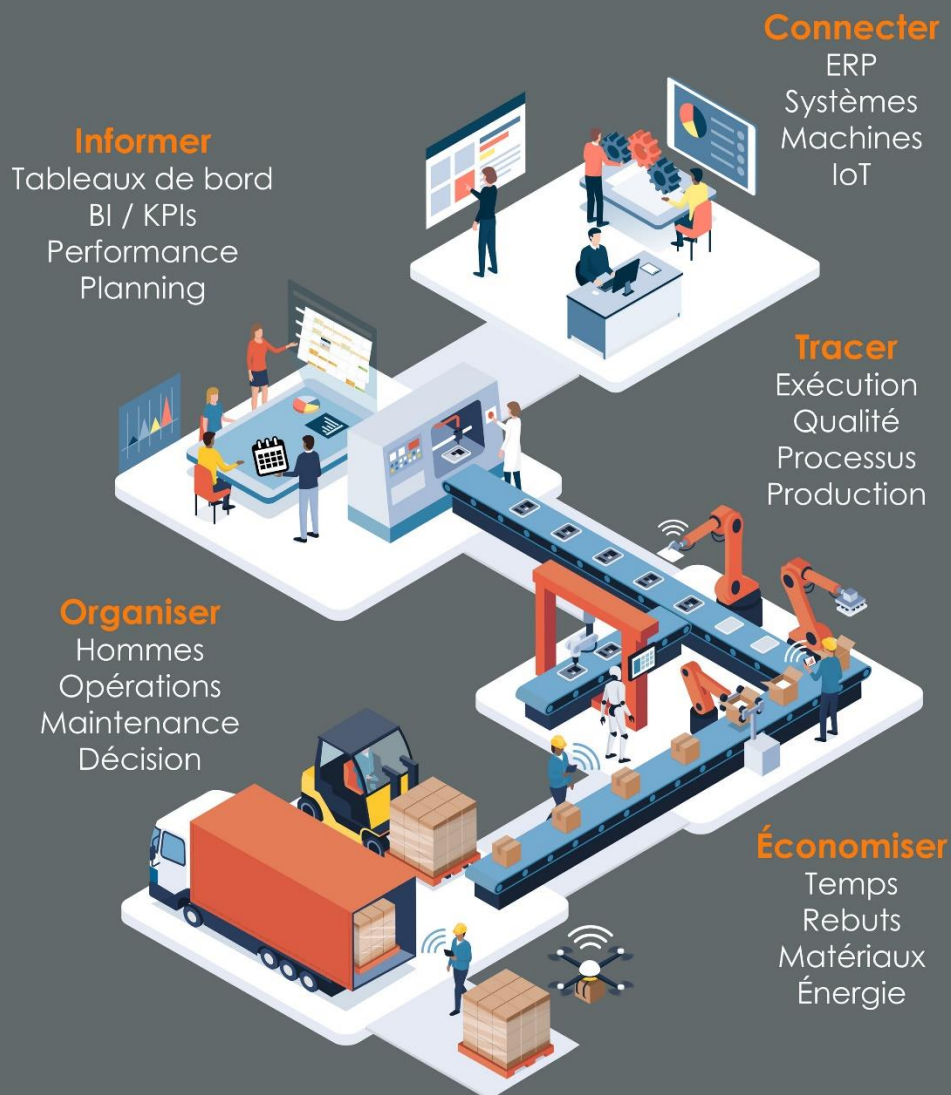 Connecter
ERP
Systèmes
Machines
IoT
Informer
Tableaux de bord
BI / KPIs
Performance
Planning
Tracer
Exécution
Qualité
Processus
Production
Organiser
Hommes
Opérations
Maintenance
Décision
Économiser
Temps
Rebuts
Matériaux
Énergie